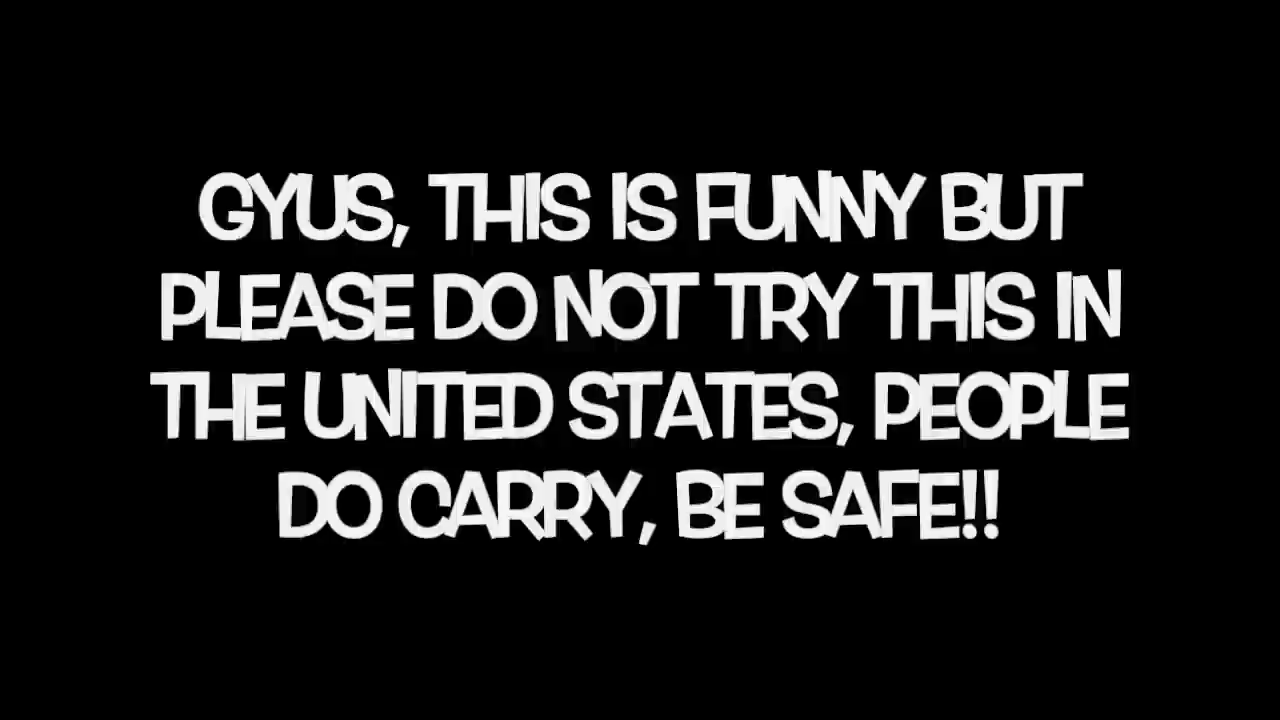 GYUS, THIS IS FUNNY BUT
PLEASE DO NOT TRY THIS IN
THE UNITED STATES, PEOPLE
DO CARRY, BE SAFE!!